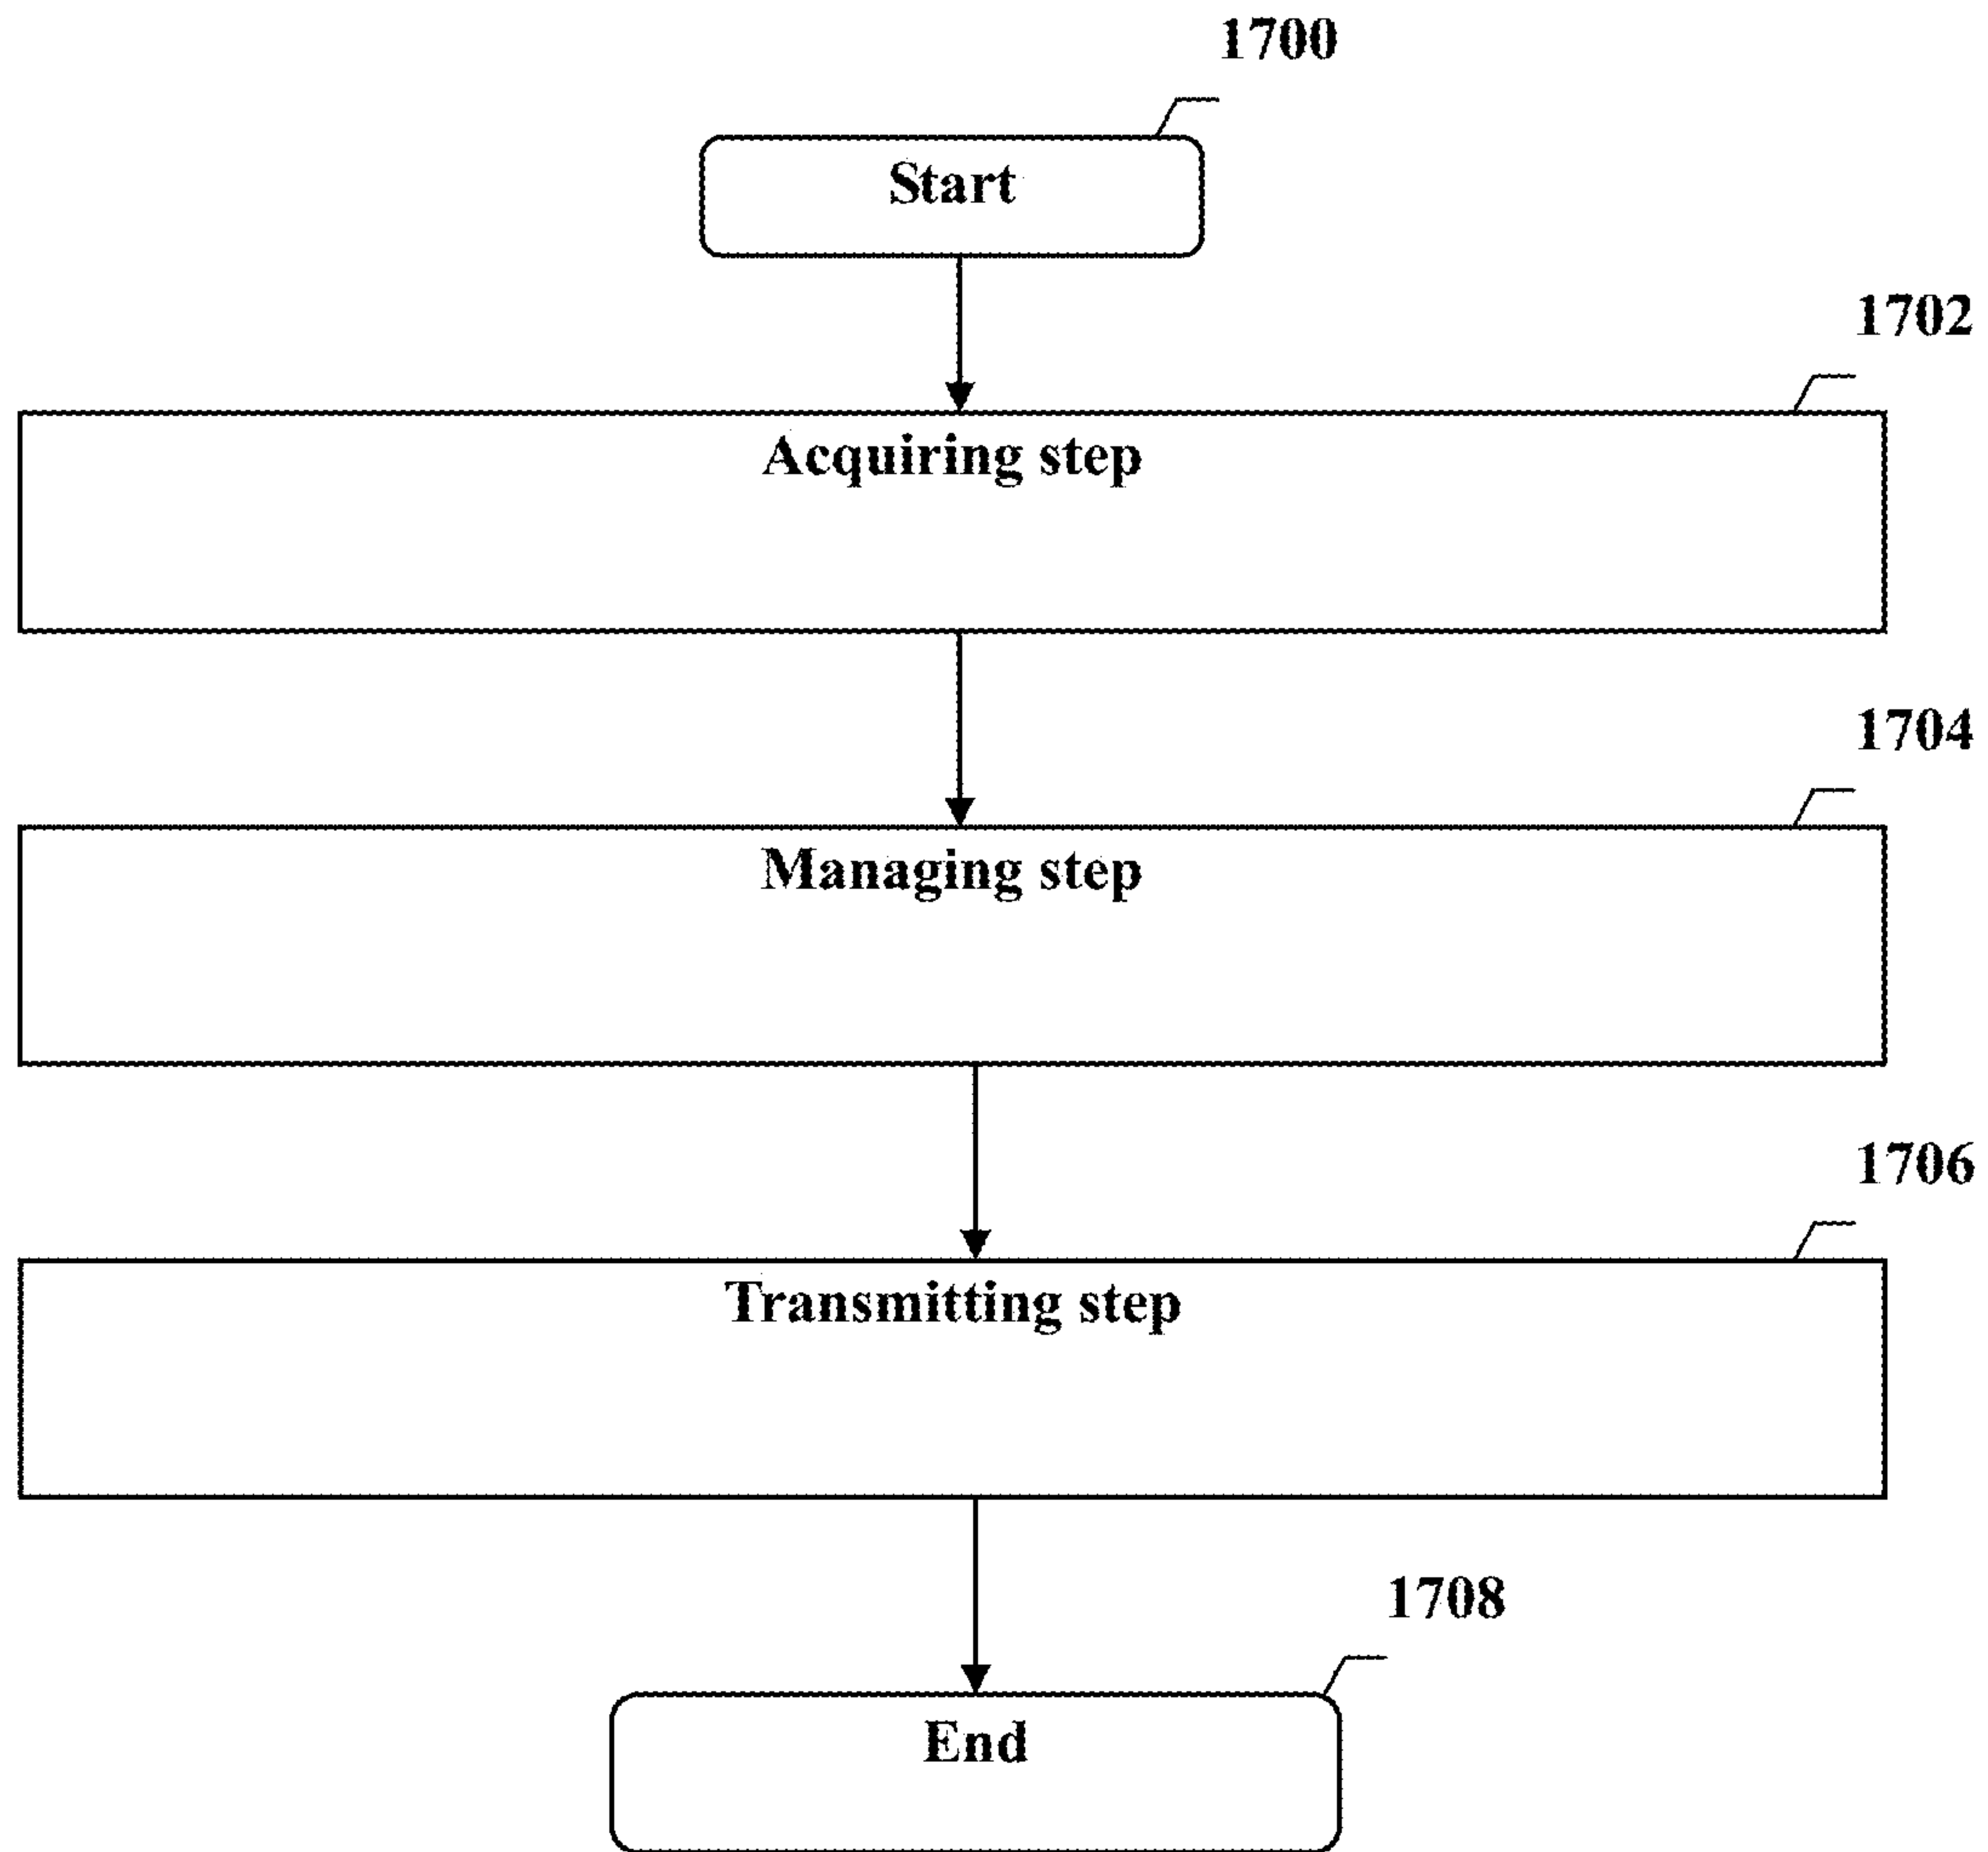 1700
Start
1702
Acquiring step
1704
Managing step
1706
Transmitting step
1708
End